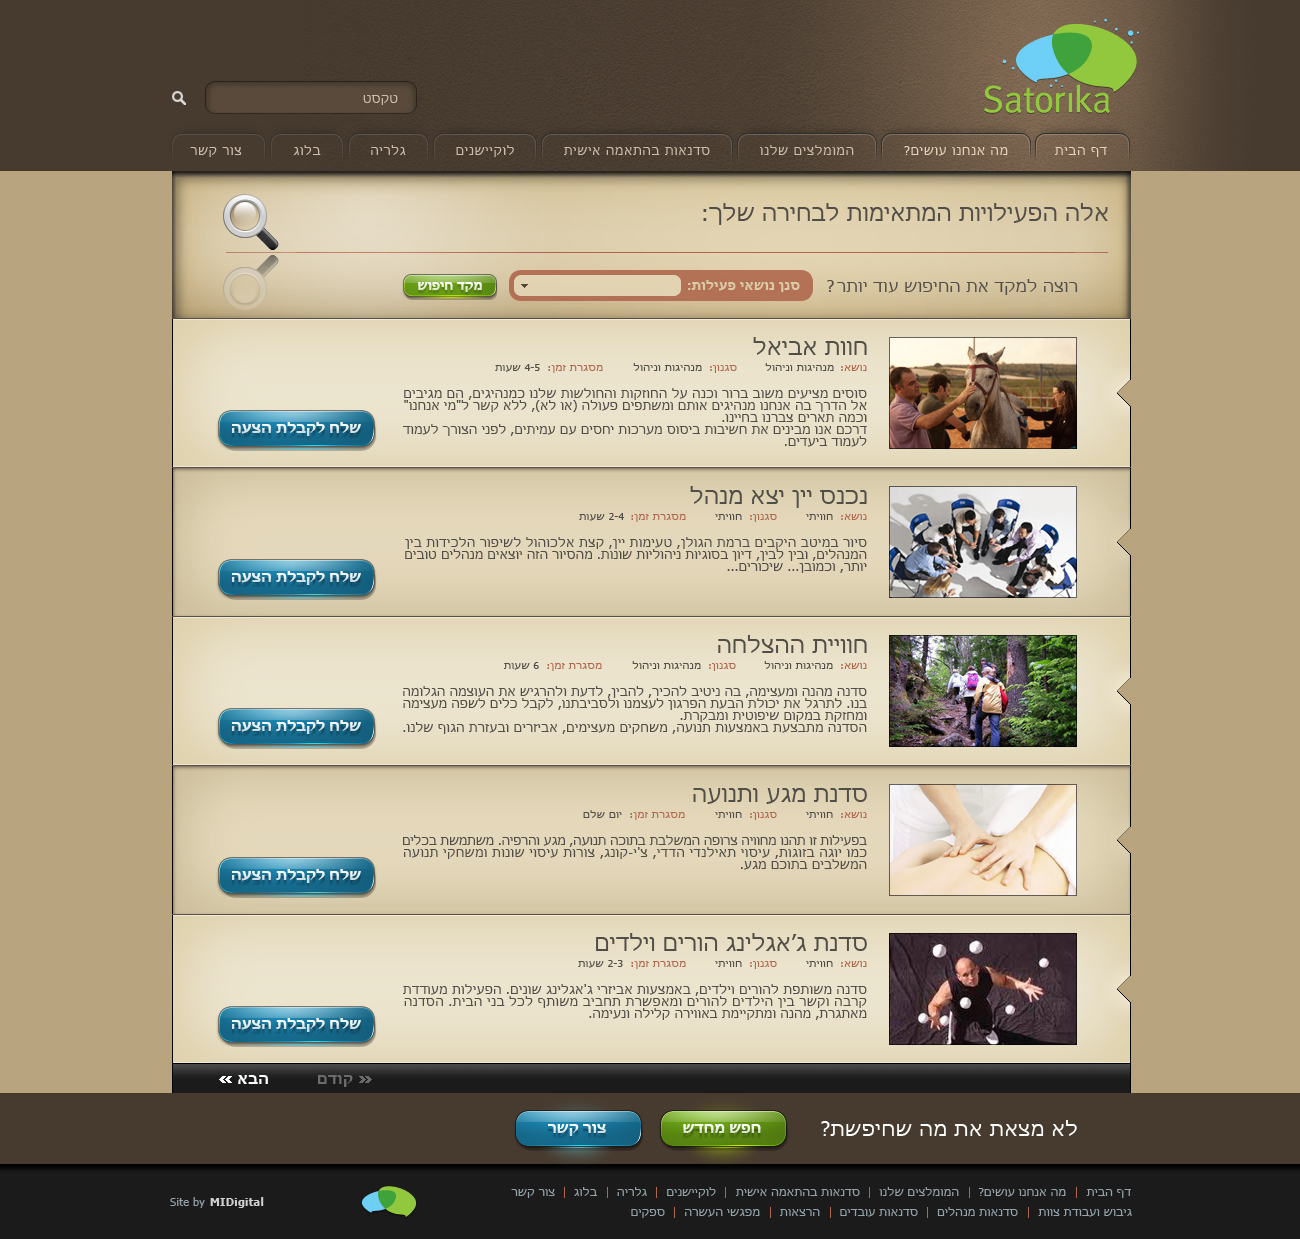 Satorika
טקסט
דף הבית
מה אנחנו עושים?
המומלצים שלנו
סדנאות בהתאמה אישית
לוקיישנים
גלריה
בלוג
צור קשר
אלה הפעילויות המתאימות לבחירה שלך:
רוצה למקד את החיפוש עוד יותר?
סנן נושאי פעילות:
מקד חיפוש
חוות אביאל
נושא: מנהיגות וניהול סגנון: מנהיגות וניהול מסגרת זמן: 4-5 שעות
סוסים מציעים משוב ברור וכנה על החוזקות והחולשות שלנו כמנהיגים, הם מגיבים
אל הדרך בה אנחנו מנהיגים אותם ומשתפים פעולה (או לא), ללא קשר ל"מי אנחנו"
וכמה תארים צברנו בחיינו.
דרכם אנו מבינים את חשיבות ביסוס מערכות יחסים עם עמיתים, לפני הצורך לעמוד
לעמוד ביעדים.
שלח לקבלת הצעה
נכנס יין יצא מנהל
נושא: חוויתי סגנון: חוויתי מסגרת זמן: 2-4 שעות
סיור במיטב היקבים ברמת הגולן, טעימות יין, קצת אלכוהול לשיפור הלכידות בין
המנהלים, ובין לבין, דיון בסוגיות ניהוליות שונות. מהסיור הזה יוצאים מנהלים טובים
יותר, וכמובן... שיכורים...
שלח לקבלת הצעה
חוויית ההצלחה
נושא: מנהיגות וניהול סגנון: מנהיגות וניהול מסגרת זמן: 6 שעות
סדנה מהנה ומעצימה, בה ניטיב להכיר, להבין, לדעת ולהרגיש את העוצמה הגלומה
בנו. לתרגל את יכולת הבעת הפרגון לעצמנו ולסביבתנו, לקבל כלים לשפה מעצימה
ומחזקת במקום שיפוטית ומבקרת.
הסדנה מתבצעת באמצעות תנועה, משחקים מעצימים, אביזרים ובעזרת הגוף שלנו.
שלח לקבלת הצעה
סדנת מגע ותנועה
נושא: חוויתי סגנון: חוויתי מסגרת זמן: יום שלם
בפעילות זו תהנו מחוויה צרופה המשלבת בתוכה תנועה, מגע והרפיה. משתמשת בכלים
כמו יוגה בזוגות, עיסוי תאילנדי הדדי, צ'י-קונג, צורות עיסוי שונות ומשחקי תנועה
המשלבים בתוכם מגע.
שלח לקבלת הצעה
סדנת ג'אגלינג הורים וילדים
נושא: חוויתי סגנון: חוויתי מסגרת זמן: 2-3 שעות
סדנה משותפת להורים וילדים, באמצעות אביזרי ג'אגלינג שונים. הפעילות מעודדת
קרבה וקשר בין הילדים להורים ומאפשרת תחביב משותף לכל בני הבית. הסדנה
מאתגרת, מהנה ומתקיימת באווירה קלילה ונעימה.
שלח לקבלת הצעה
« קודם
הבא »
לא מצאת את מה שחיפשת?
חפש מחדש
צור קשר
דף הבית | מה אנחנו עושים? | המומלצים שלנו | סדנאות בהתאמה אישית | לוקיישנים | גלריה | בלוג | צור קשר
גיבוש ועבודת צוות | סדנאות מנהלים | סדנאות עובדים | הרצאות | מפגשי העשרה | ספקים
Site by MIDigital